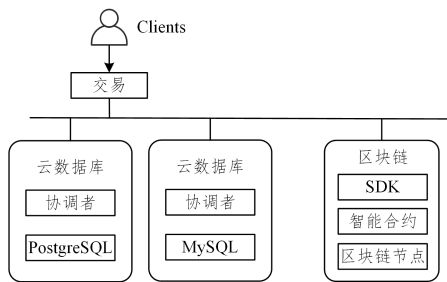 Clients
交易
云数据库
协调者
PostgreSQL
云数据库
协调者
MySQL
区块链
SDK
智能合约
区块链节点